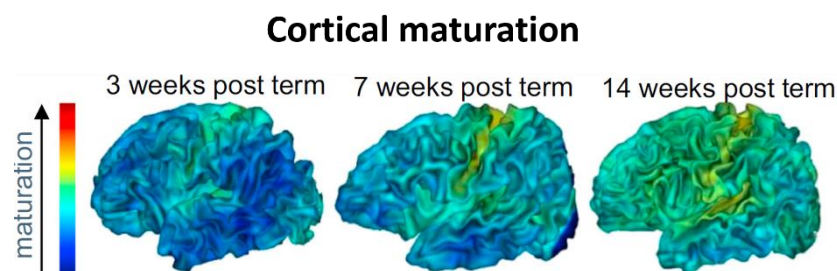 Cortical maturation
3 weeks post term
7 weeks post term
14 weeks post term
maturation